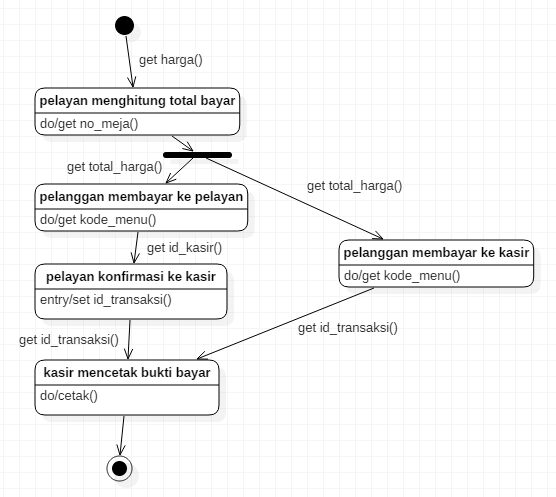 get harga()
pelayan menghitung total bayar
do/get no_meja()
get total_harga()
get total_harga()
pelanggan membayar ke pelayan
do/get kode_menu()
get id_kasir()
pelanggan membayar ke kasir
do/get kode_menu()
pelayan konfirmasi ke kasir
entry/set id_transaksi()
get id_transaksi()
get id_transaksi()
kasir mencetak bukti bayar
do/cetak()